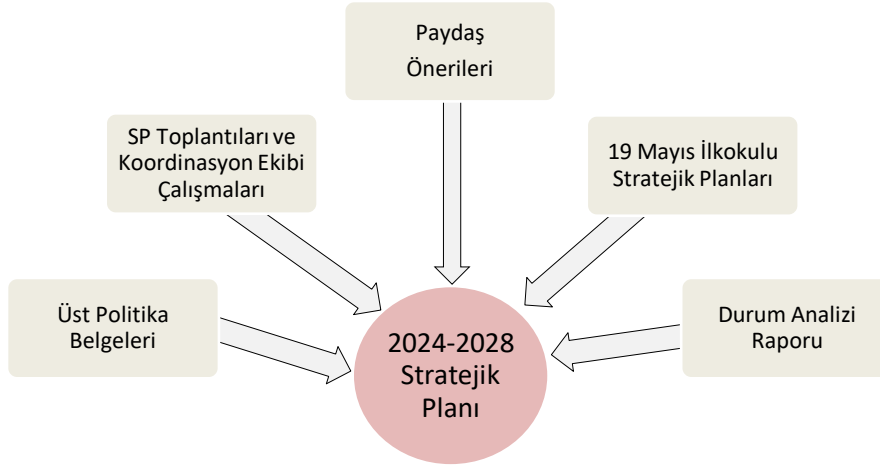 Paydaş
Önerileri
SP Toplantıları ve
Koordinasyon Ekibi
Çalışmaları
19 Mayıs İlkokulu
Stratejik Planları
Üst Politika
Belgeleri
Durum Analizi
Raporu
2024-2028
Stratejik
Planı